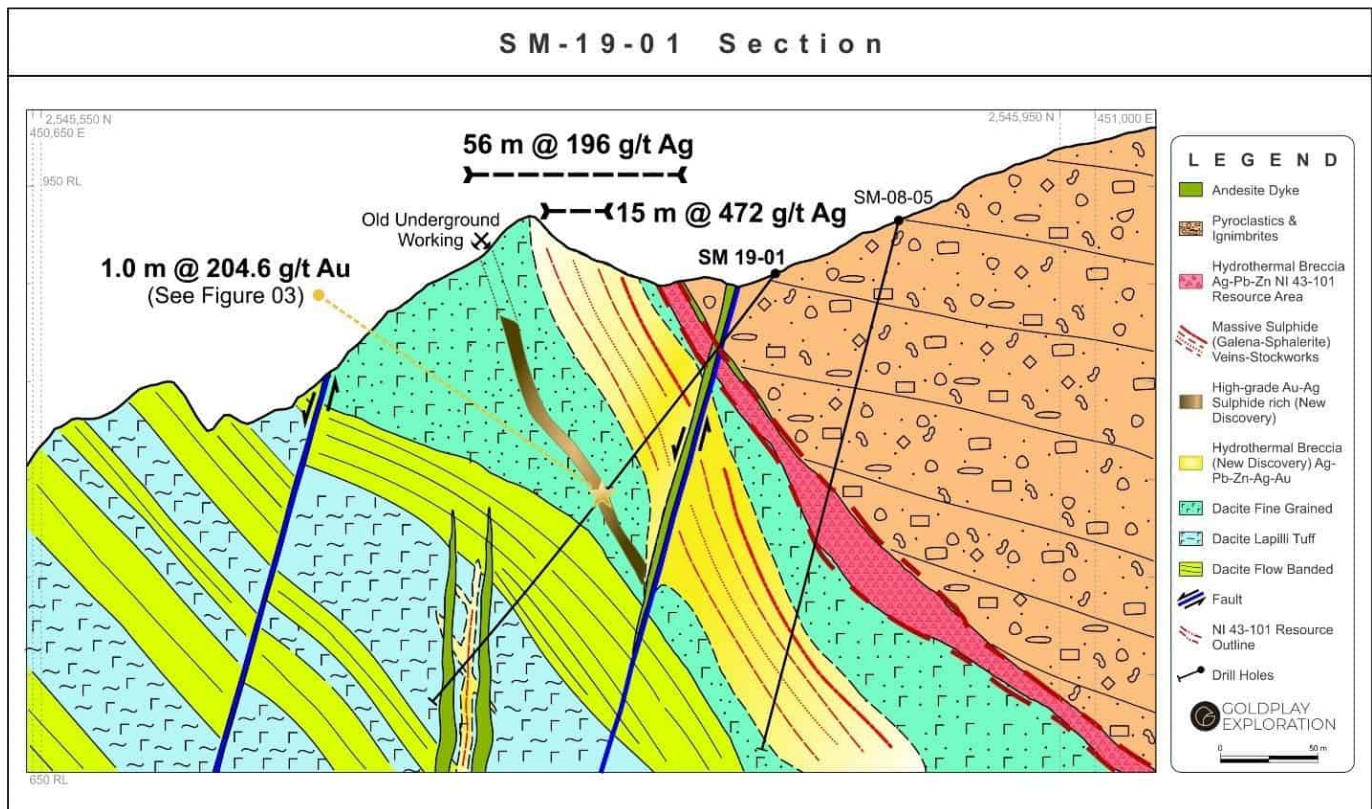 SM-19-01 Section
2,545,550 N
450,650 E
2,545,950 N
451,000 E
950 RL
56 m @ 196 g/t Ag
15 m @ 472 g/t Ag
SM-08-05
Old Underground
Working
SM 19-01
1.0 m @ 204.6 g/t Au
(See Figure 03)
650 RL
LEGEND
Andesite Dyke
Pyroclastics &
Ignimbrites
Hydrothermal Breccia
Ag-Pb-Zn NI 43-101
Resource Area
Massive Sulphide
(Galena-Sphalerite)
Veins-Stockworks
High-grade Au-Ag
Sulphide rich (New
Discovery)
Hydrothermal Breccia
(New Discovery) Ag-
Pb-Zn-Ag-Au
Dacite Fine Grained
Dacite Lapilli Tuff
Dacite Flow Banded
Fault
NI 43-101 Resource
Outline
Drill Holes
GOLDPLAY
EXPLORATION
0 50 m